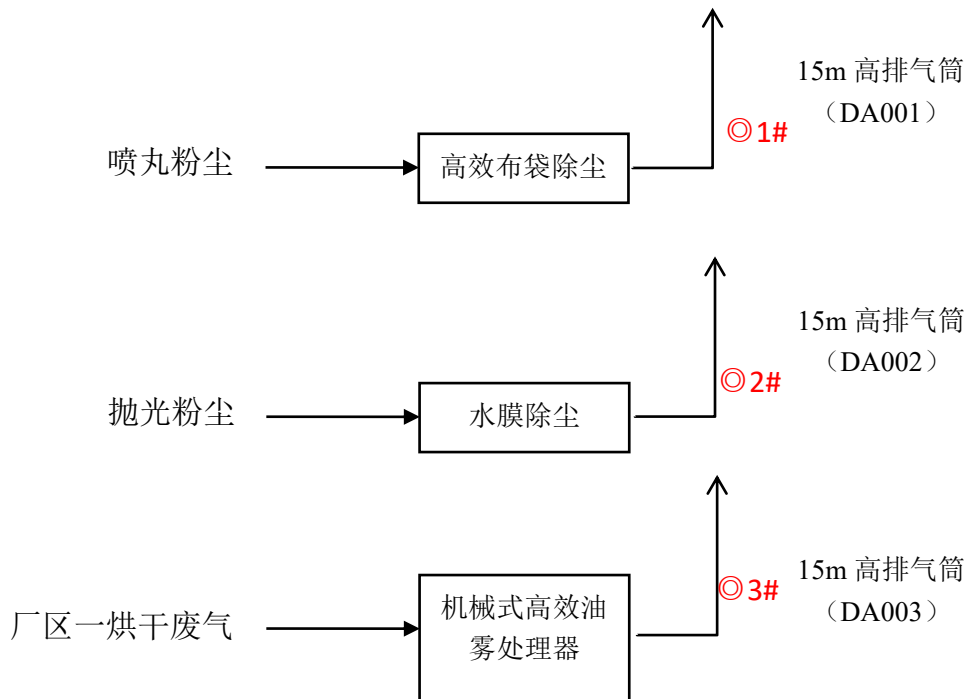 15m 高排气筒
（DA001）
◎1#
喷丸粉尘
高效布袋除尘
15m 高排气筒
（DA002）
◎2#
抛光粉尘
水膜除尘
15m 高排气筒
（DA003）
◎3#
厂区一烘干废气
机械式高效油
雾处理器